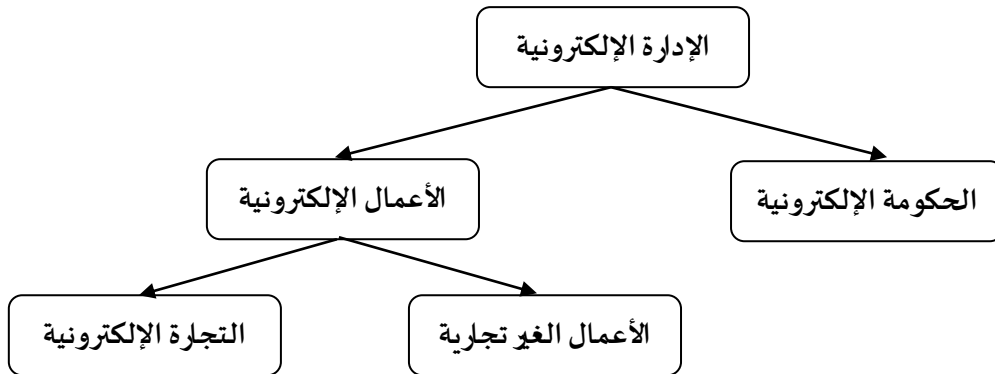 الإدارة الإلكترونية
الحكومة الإلكترونية
الأعمال الإلكترونية
الأعمال الغير تجارية
التجارة الإلكترونية